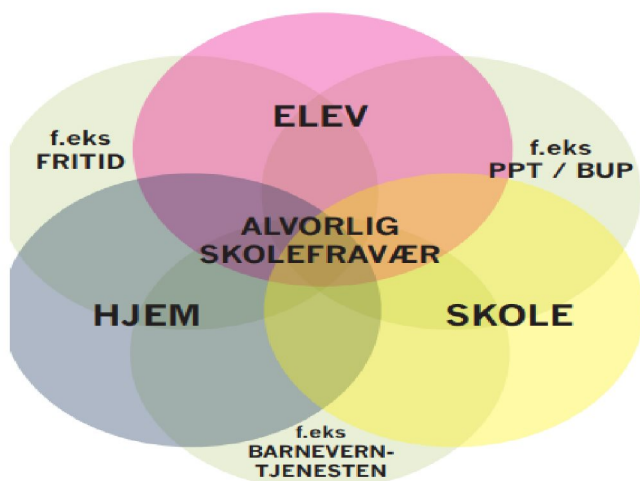 ELEV
f.eks
FRITID
f.eks
PPT / BUP
ALVORLIG
SKOLEFRAVÆR
HJEM
SKOLE
f.eks
BARNEVERN-
TJENESTEN